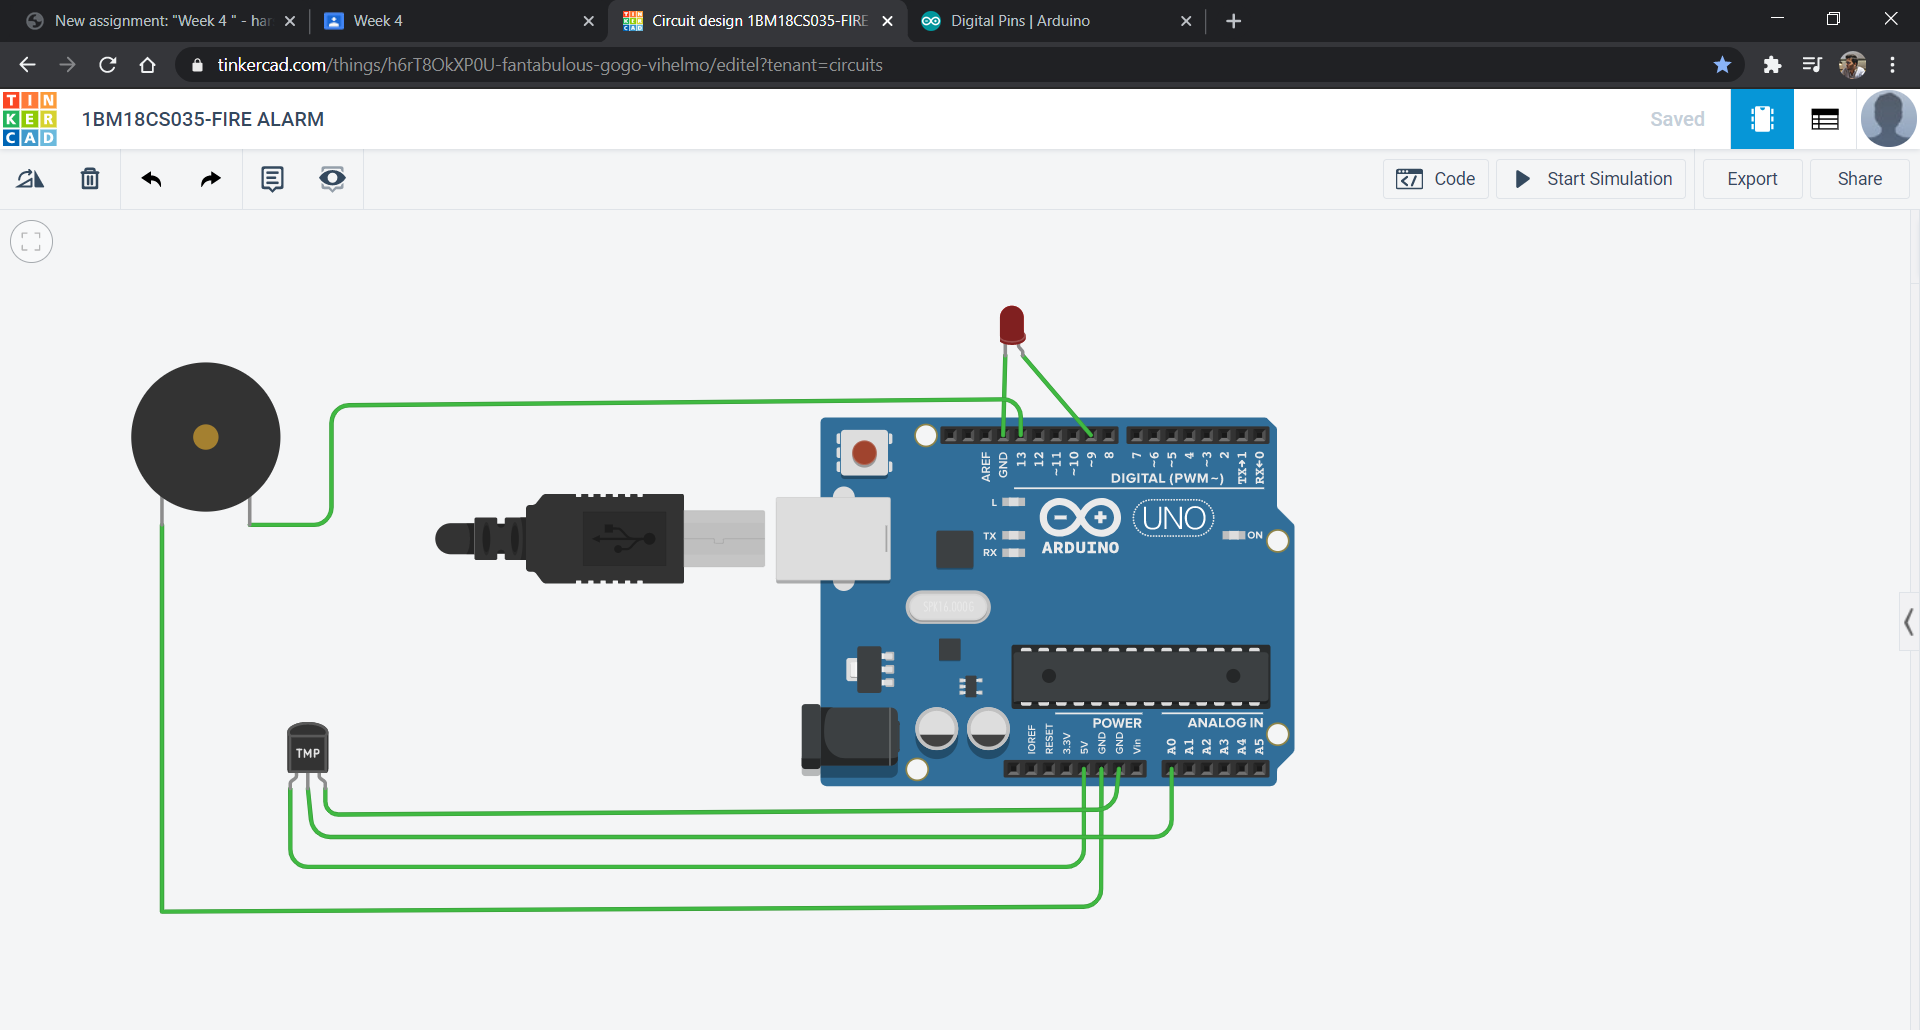 New assignment: "Week 4 " - har
Week 4
Circuit design 1BM18CS035-FIRE
Digital Pins | Arduino
tinkercad.com/things/h6rT8OkXP0U-fantabulous-gogo-vihelmo/editel?tenant=circuits
TIN
KER
CAD
1BM18CS035-FIRE ALARM
Saved
Code
Start Simulation
Export
Share
AREF
GND
13
12
~11
~10
~9
8
7
~6
~5
4
~3
2
TX→1
RX←0
DIGITAL (PWM~)
L
TX
RX
ARDUINO
UNO
ON
SPK16.000G
TMP
POWER
ANALOG IN
IOREF
RESET
3.3V
5V
GND
GND
Vin
A0
A1
A2
A3
A4
A5